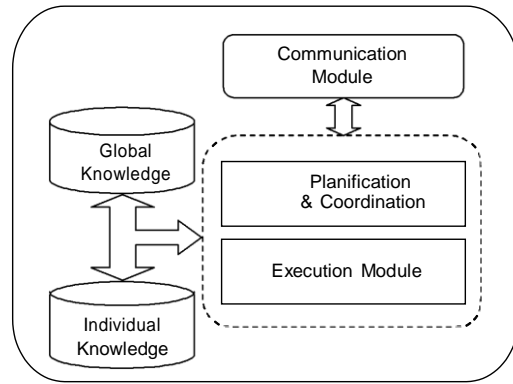 Communication
Module
Global
Knowledge
Planification
& Coordination
Execution Module
Individual
Knowledge